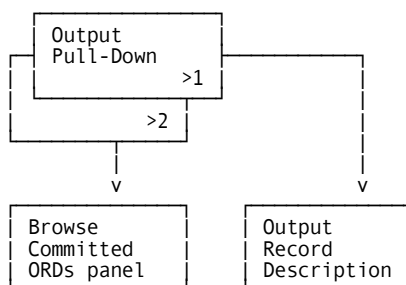 Output
Pull-Down
>1
>2
v v
Browse
Committed
ORDs panel
Output
Record
Description